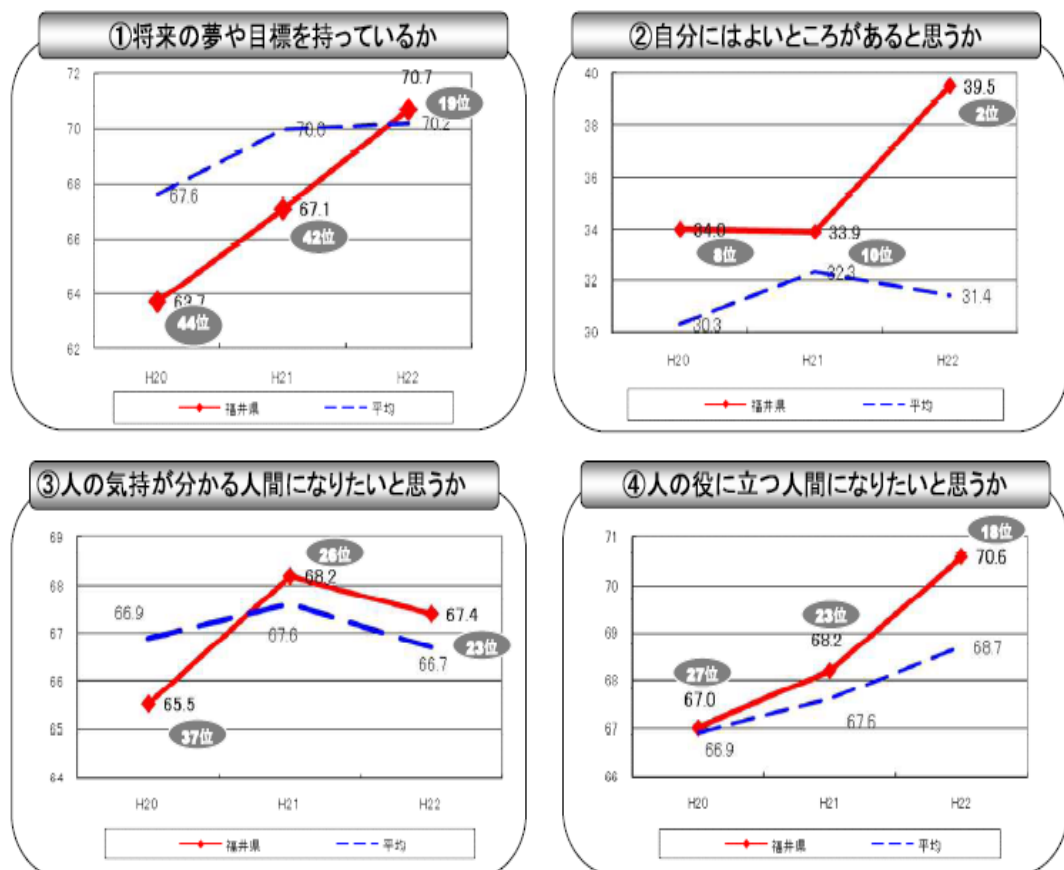 ①将来の夢や目標を持っているか
72
70
68
66
64
62
70.7
19位
70.2
70.0
67.6
67.1
42位
63.7
44位
H20
H21
H22
福井県
平均
②自分にはよいところがあると思うか
40
38
36
34
32
30
39.5
2位
34.0
8位
33.9
10位
32.3
31.4
30.3
H20
H21
H22
福井県
平均
③人の気持が分かる人間になりたいと思うか
69
68
67
66
65
64
26位
68.2
66.9
67.4
67.6
23位
66.7
65.5
37位
H20
H21
H22
福井県
平均
④人の役に立つ人間になりたいと思うか
71
70
69
68
67
66
18位
70.6
23位
68.2
68.7
27位
67.0
67.6
66.9
H20
H21
H22
福井県
平均